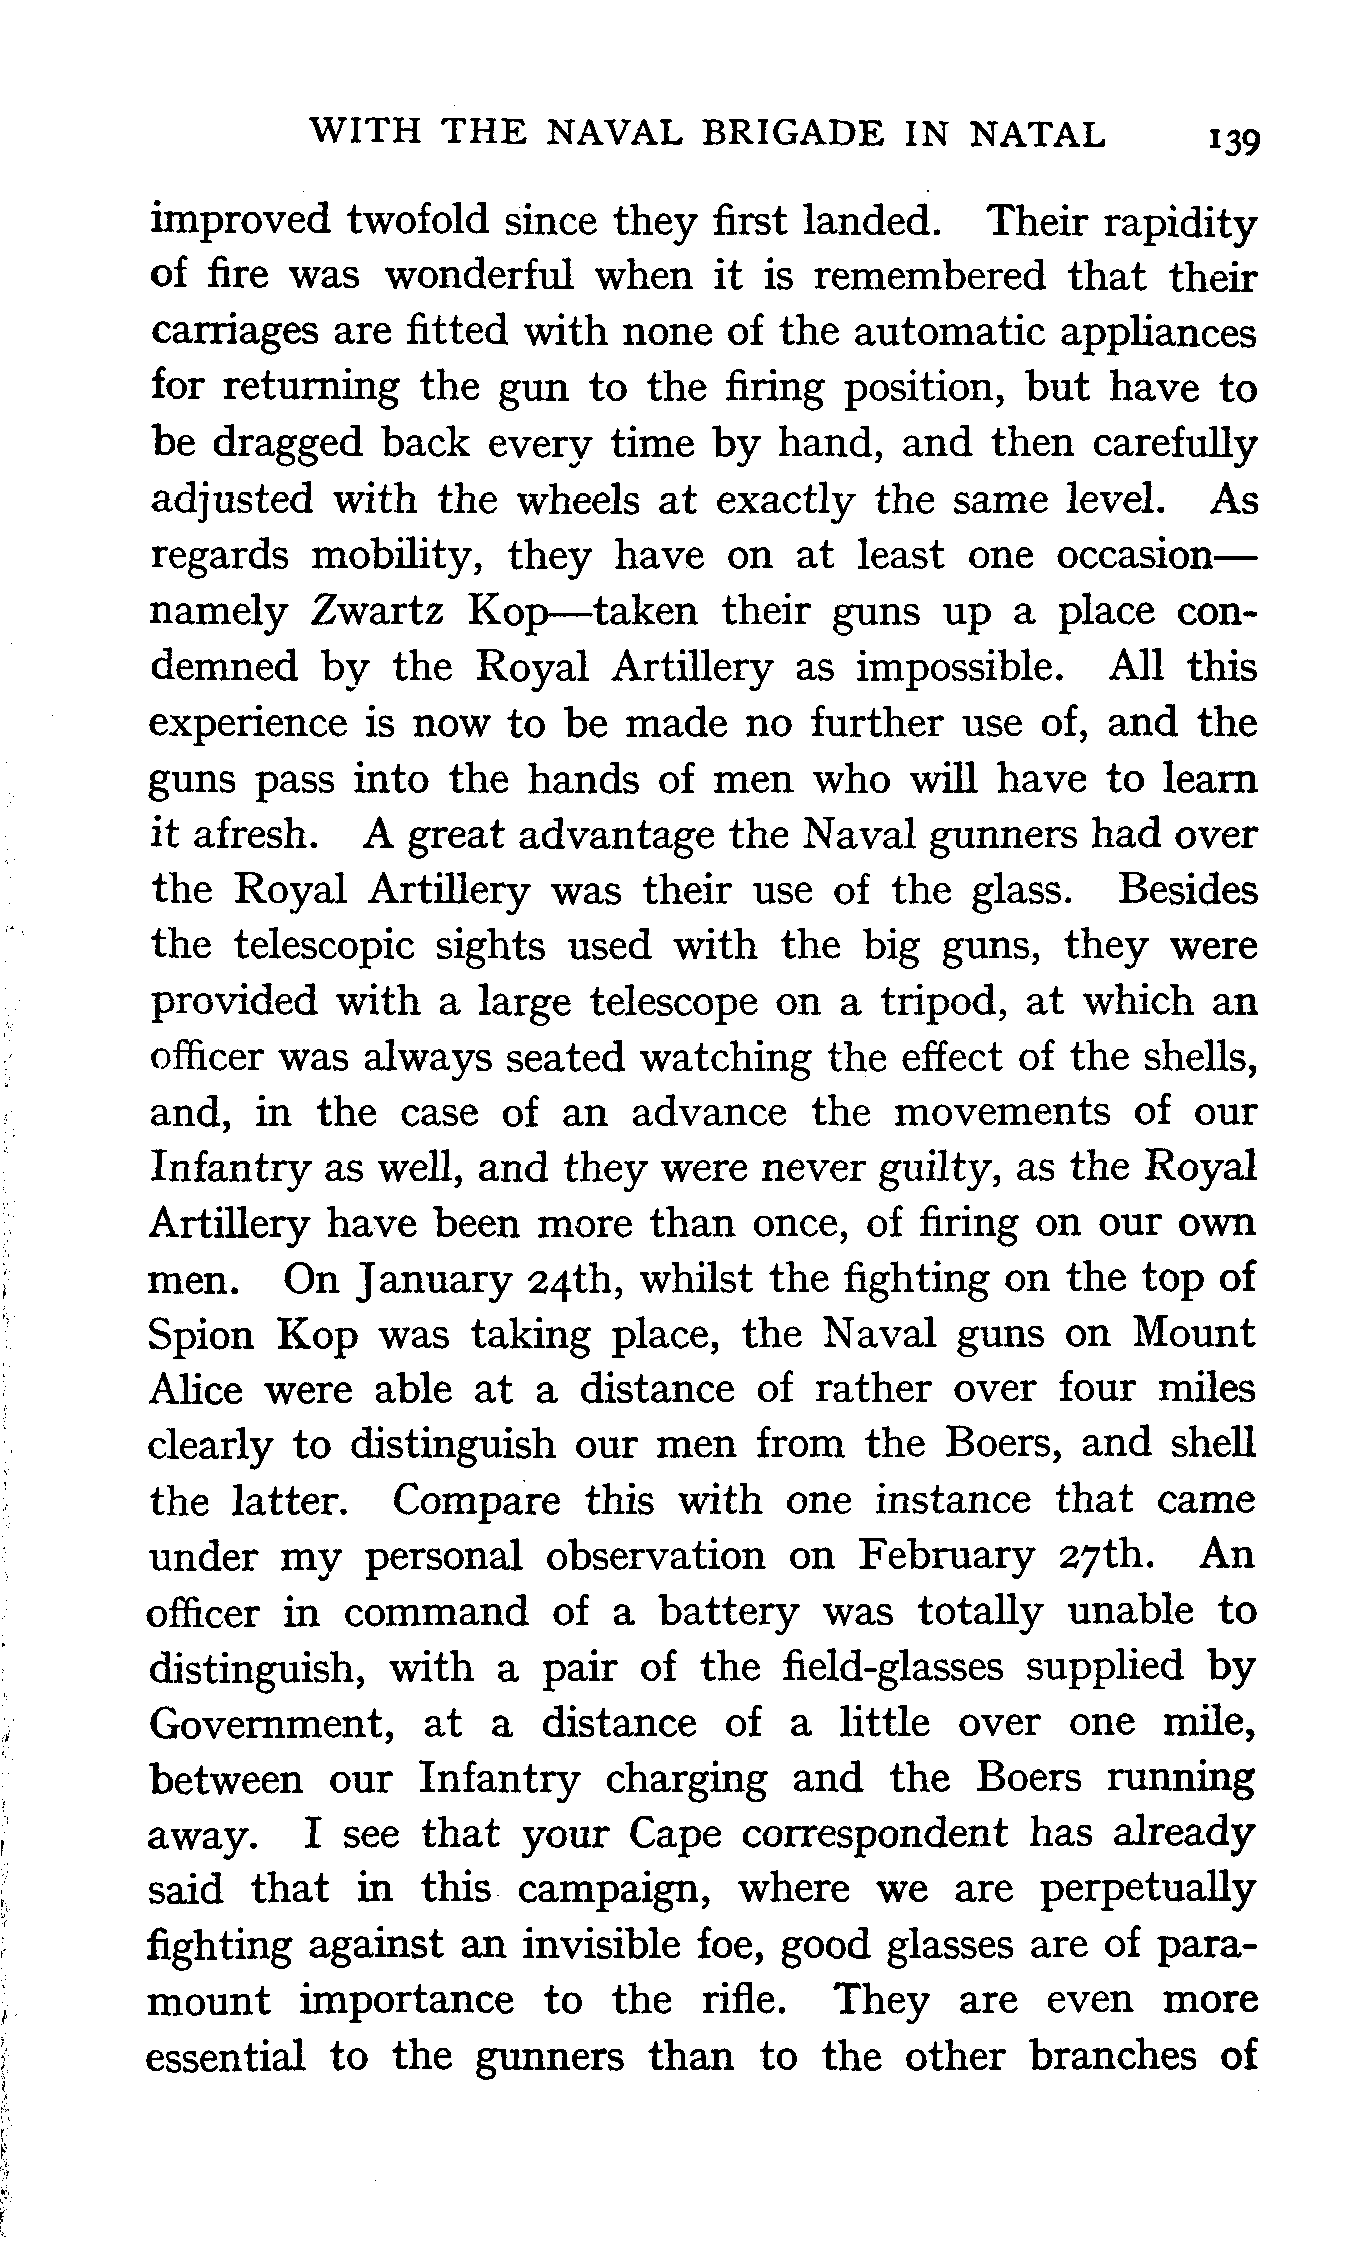 WITH THE NAVAL BRIGADE IN NATAL 139
improved twofold since they first landed. Their rapidity
of fire was wonderful when it is remembered that their
carriages are fitted with none of the automatic appliances
for returning the gun to the firing position, but have to
be dragged back every time by hand, and then carefully
adjusted with the wheels at exactly the same level. As
regards mobility, they have on at least one occasion—
namely Zwartz Kop—taken their guns up a place con-
demned by the Royal Artillery as impossible. All this
experience is now to be made no further use of, and the
guns pass into the hands of men who will have to learn
it afresh. A great advantage the Naval gunners had over
the Royal Artillery was their use of the glass. Besides
the telescopic sights used with the big guns, they were
provided with a large telescope on a tripod, at which an
officer was always seated watching the effect of the shells,
and, in the case of an advance the movements of our
Infantry as well, and they were never guilty, as the Royal
Artillery have been more than once, of firing on our own
men. On January 24th, whilst the fighting on the top of
Spion Kop was taking place, the Naval guns on Mount
Alice were able at a distance of rather over four miles
clearly to distinguish our men from the Boers, and shell
the latter. Compare this with one instance that came
under my personal observation on February 27th. An
officer in command of a battery was totally unable to
distinguish, with a pair of the field-glasses supplied by
Government, at a distance of a little over one mile,
between our Infantry charging and the Boers running
away. I see that your Cape correspondent has already
said that in this campaign, where we are perpetually
fighting against an invisible foe, good glasses are of para-
mount importance to the rifle. They are even more
essential to the gunners than to the other branches of